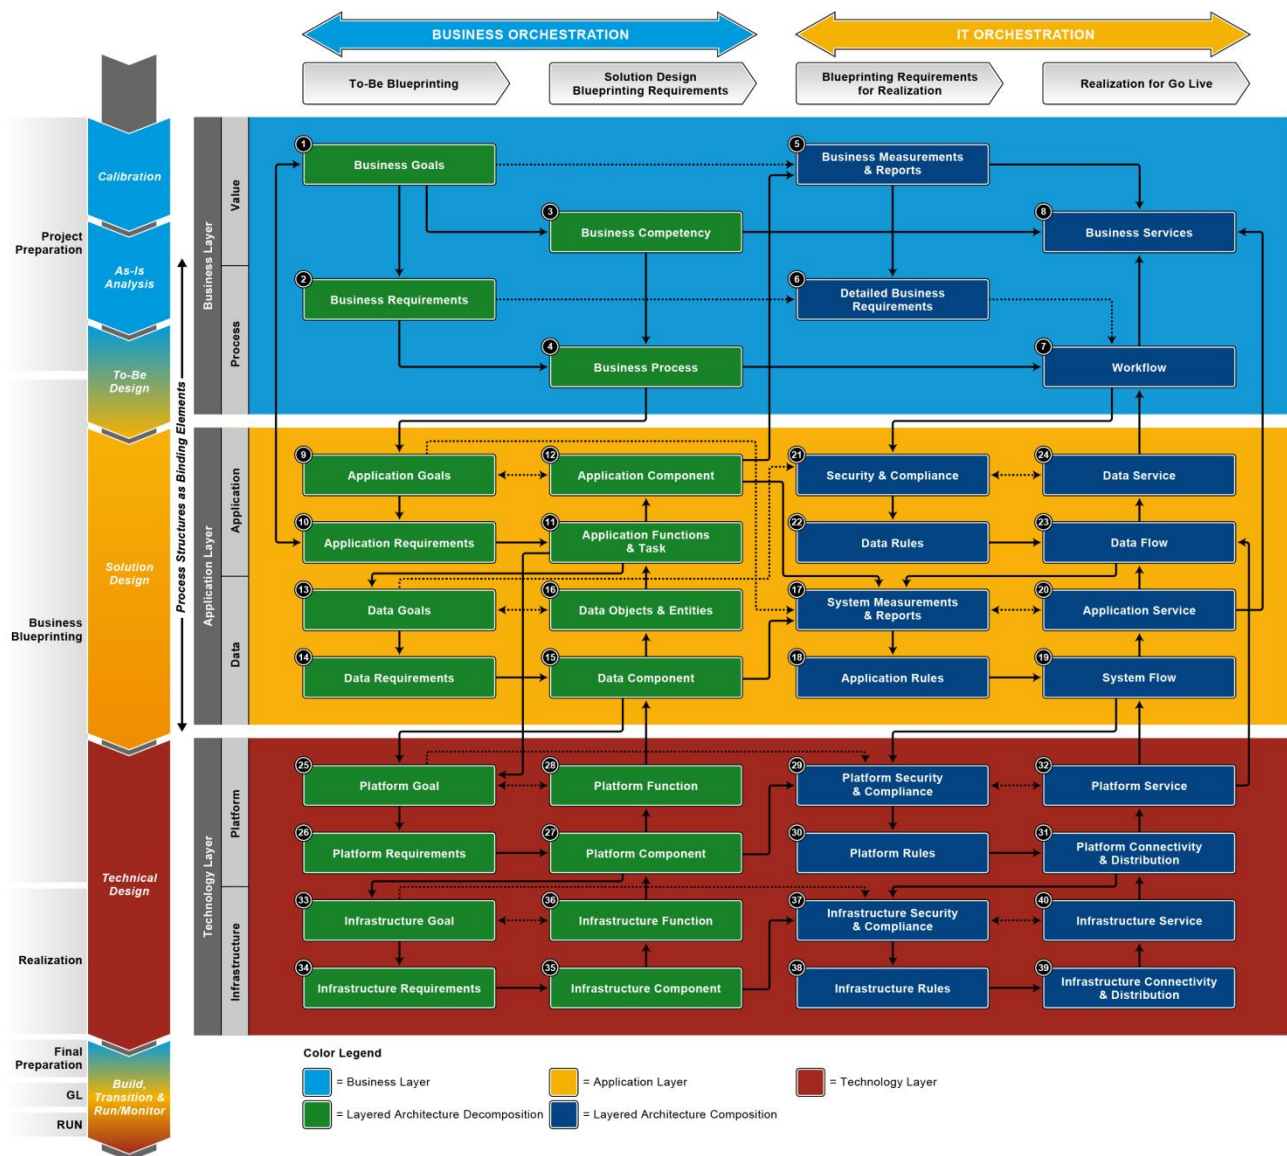 BUSINESS ORCHESTRATION
IT ORCHESTRATION
To-Be Blueprinting
Solution Design
Blueprinting Requirements
Blueprinting Requirements
for Realization
Realization for Go Live
Project
Preparation
Business
Blueprinting
Realization
Final
Preparation
GL
RUN
Calibration
As-Is
Analysis
To-Be
Design
Solution
Design
Technical
Design
Build,
Transition &
Run/Monitor
Process Structures as Binding Elements
Business Layer
Value
Process
1
Business Goals
5
Business Measurements
& Reports
3
Business Competency
8
Business Services
2
Business Requirements
6
Detailed Business
Requirements
4
Business Process
7
Workflow
Application Layer
Application
Data
9
Application Goals
12
Application Component
21
Security & Compliance
24
Data Service
10
Application Requirements
11
Application Functions
& Task
22
Data Rules
23
Data Flow
13
Data Goals
16
Data Objects & Entities
17
System Measurements
& Reports
20
Application Service
14
Data Requirements
15
Data Component
18
Application Rules
19
System Flow
Technology Layer
Platform
Infrastructure
25
Platform Goal
28
Platform Function
29
Platform Security
& Compliance
32
Platform Service
26
Platform Requirements
27
Platform Component
30
Platform Rules
31
Platform Connectivity
& Distribution
33
Infrastructure Goal
36
Infrastructure Function
37
Infrastructure Security
& Compliance
40
Infrastructure Service
34
Infrastructure Requirements
35
Infrastructure Component
38
Infrastructure Rules
39
Infrastructure Connectivity
& Distribution
Color Legend
= Business Layer
= Application Layer
= Technology Layer
= Layered Architecture Decomposition
= Layered Architecture Composition